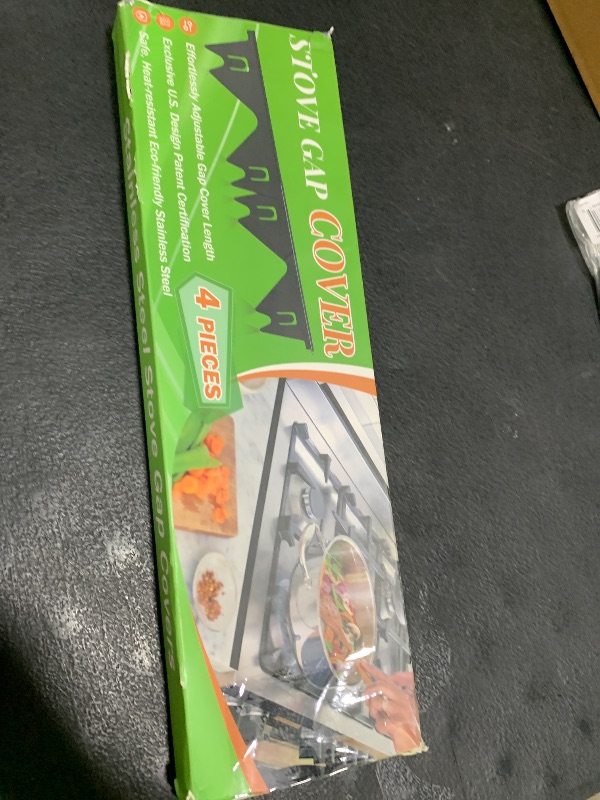 STOVE GAP COVER
Effortlessly Adjustable Gap Cover Length
Exclusive U.S. Design Patent Certification
Safe, Heat-resistant Eco-friendly Stainless Steel
4 PIECES
Stainless Steel Stove Gap Covers